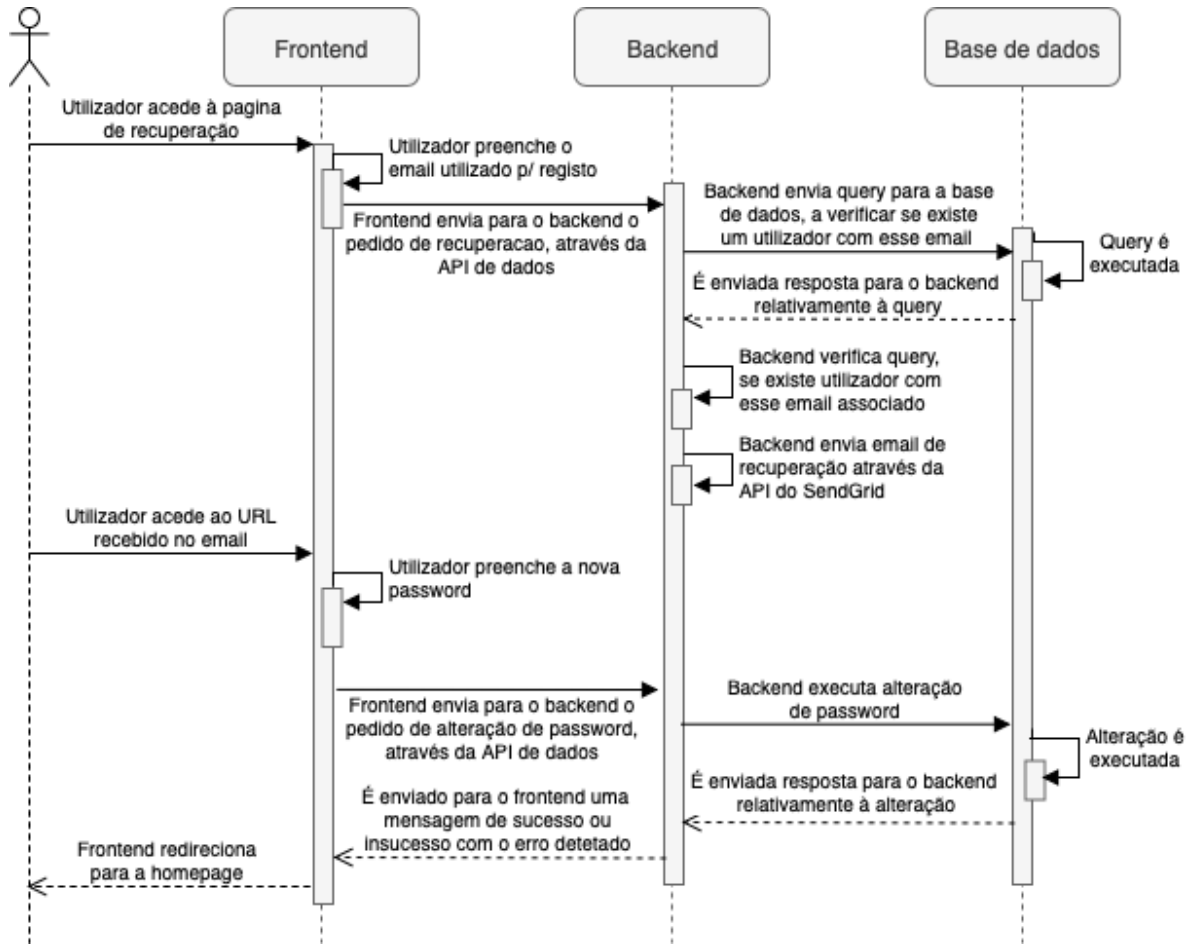 Frontend
Backend
Base de dados
Utilizador acede à pagina
de recuperação
Utilizador preenche o
email utilizado p/ registo
Frontend envia para o backend o
pedido de recuperacao, através da
API de dados
Backend envia query para a base
de dados, a verificar se existe
um utilizador com esse email
Query é
executada
É enviada resposta para o backend
relativamente à query
Backend verifica query,
se existe utilizador com
esse email associado
Backend envia email de
recuperação através da
API do SendGrid
Utilizador acede ao URL
recebido no email
Utilizador preenche a nova
password
Frontend envia para o backend o
pedido de alteração de password,
através da API de dados
Backend executa alteração
de password
Alteração é
executada
É enviada resposta para o backend
relativamente à alteração
É enviado para o frontend uma
mensagem de sucesso ou
insucesso com o erro detetado
Frontend redireciona
para a homepage